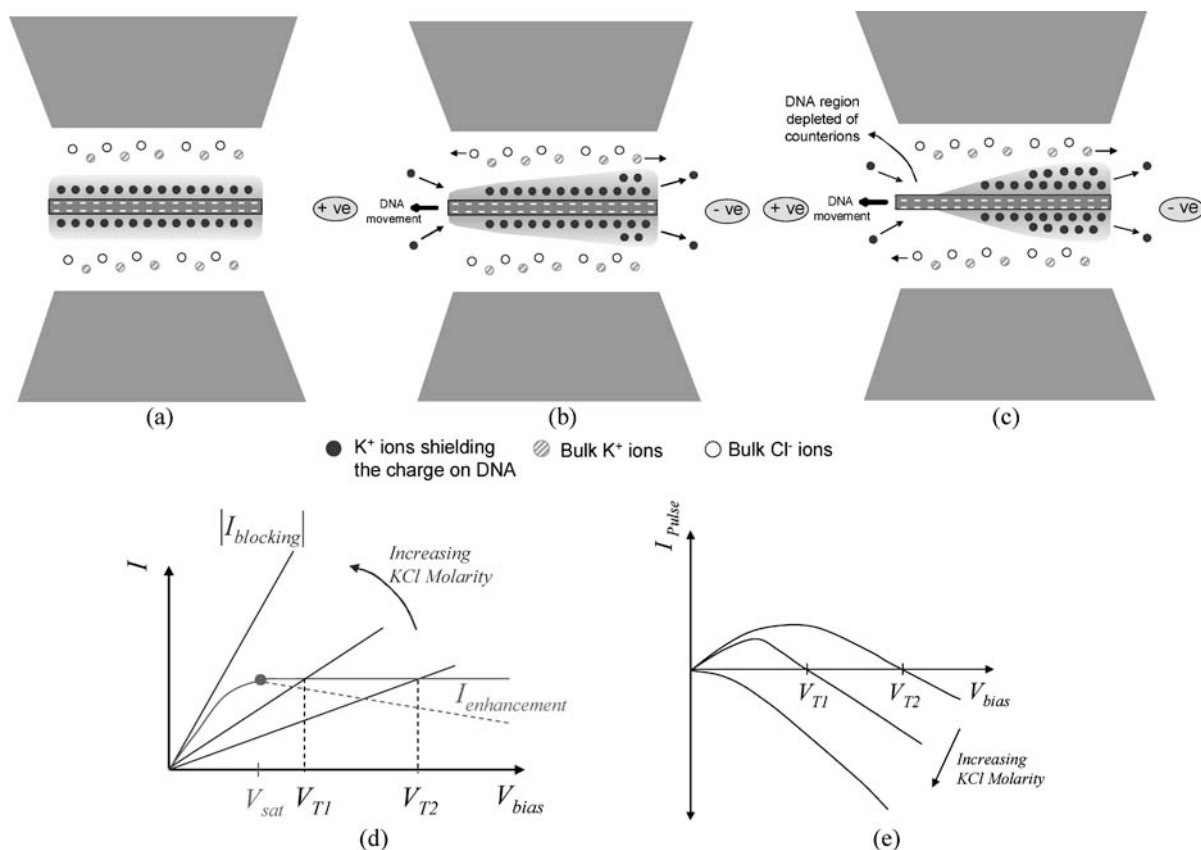 DNA region
depleted of
counterions
+ ve
DNA
movement
- ve
+ ve
DNA
movement
- ve
(a)
(b)
(c)
K⁺ ions shielding
the charge on DNA
Bulk K⁺ ions
Bulk Cl⁻ ions
|I_blocking|
Increasing
KCl Molarity
I
I_enhancement
V_sat
V_T1
V_T2
V_bias
(d)
I_Pulse
V_T1
V_T2
V_bias
Increasing
KCl Molarity
(e)